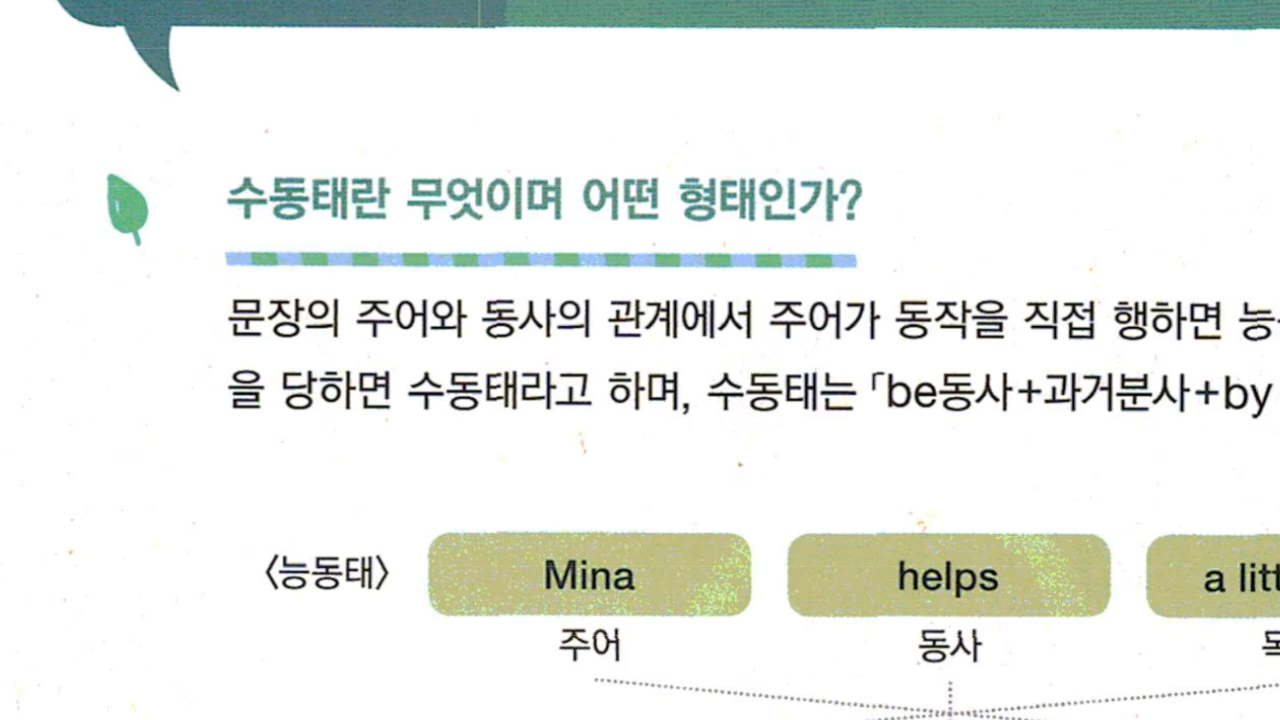 수동태란 무엇이며 어떤 형태인가?
문장의 주어와 동사의 관계에서 주어가 동작을 직접 행하면
을 당하면 수동태라고 하며, 수동태는 「be동사+과거분사+by
〈능동태〉 Mina helps a
주어 동사